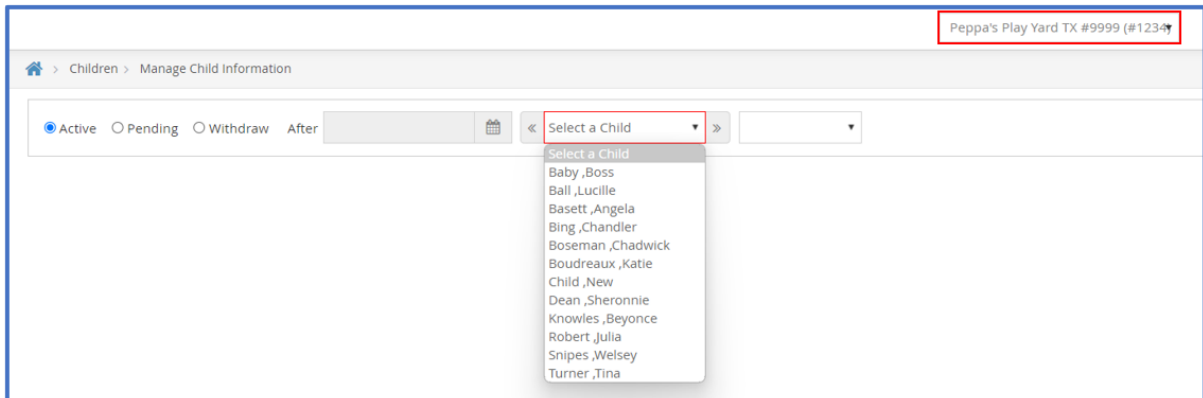 Peppa's Play Yard TX #9999 (#1234)
> Children > Manage Child Information
Active Pending Withdraw After « Select a Child »
Select a Child
Baby ,Boss
Ball ,Lucille
Basett ,Angela
Bing ,Chandler
Boseman ,Chadwick
Boudreaux ,Katie
Child ,New
Dean ,Sheronnie
Knowles ,Beyonce
Robert ,Julia
Snipes ,Welsey
Turner ,Tina